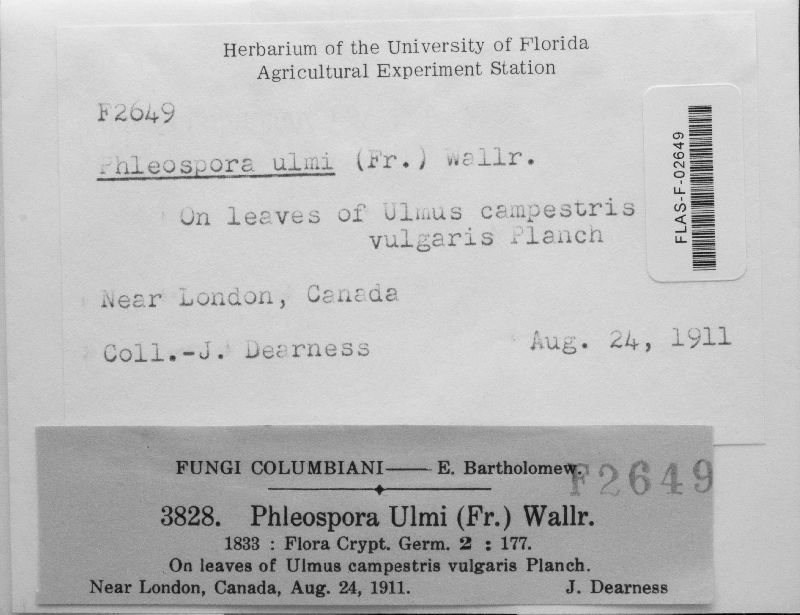 Herbarium of the University of Florida
Agricultural Experiment Station
F2649
Phleospora ulmi (Fr.) Wallr.
On leaves of Ulmus campestris
vulgaris Planch
Near London, Canada
Coll.-J. Dearness Aug. 24, 1911
FLAS-F-02649
FUNGI COLUMBIANI—— E. Bartholomew.
F2649
3828. Phleospora Ulmi (Fr.) Wallr.
1833 : Flora Crypt. Germ. 2 : 177.
On leaves of Ulmus campestris vulgaris Planch.
Near London, Canada, Aug. 24, 1911. J. Dearness